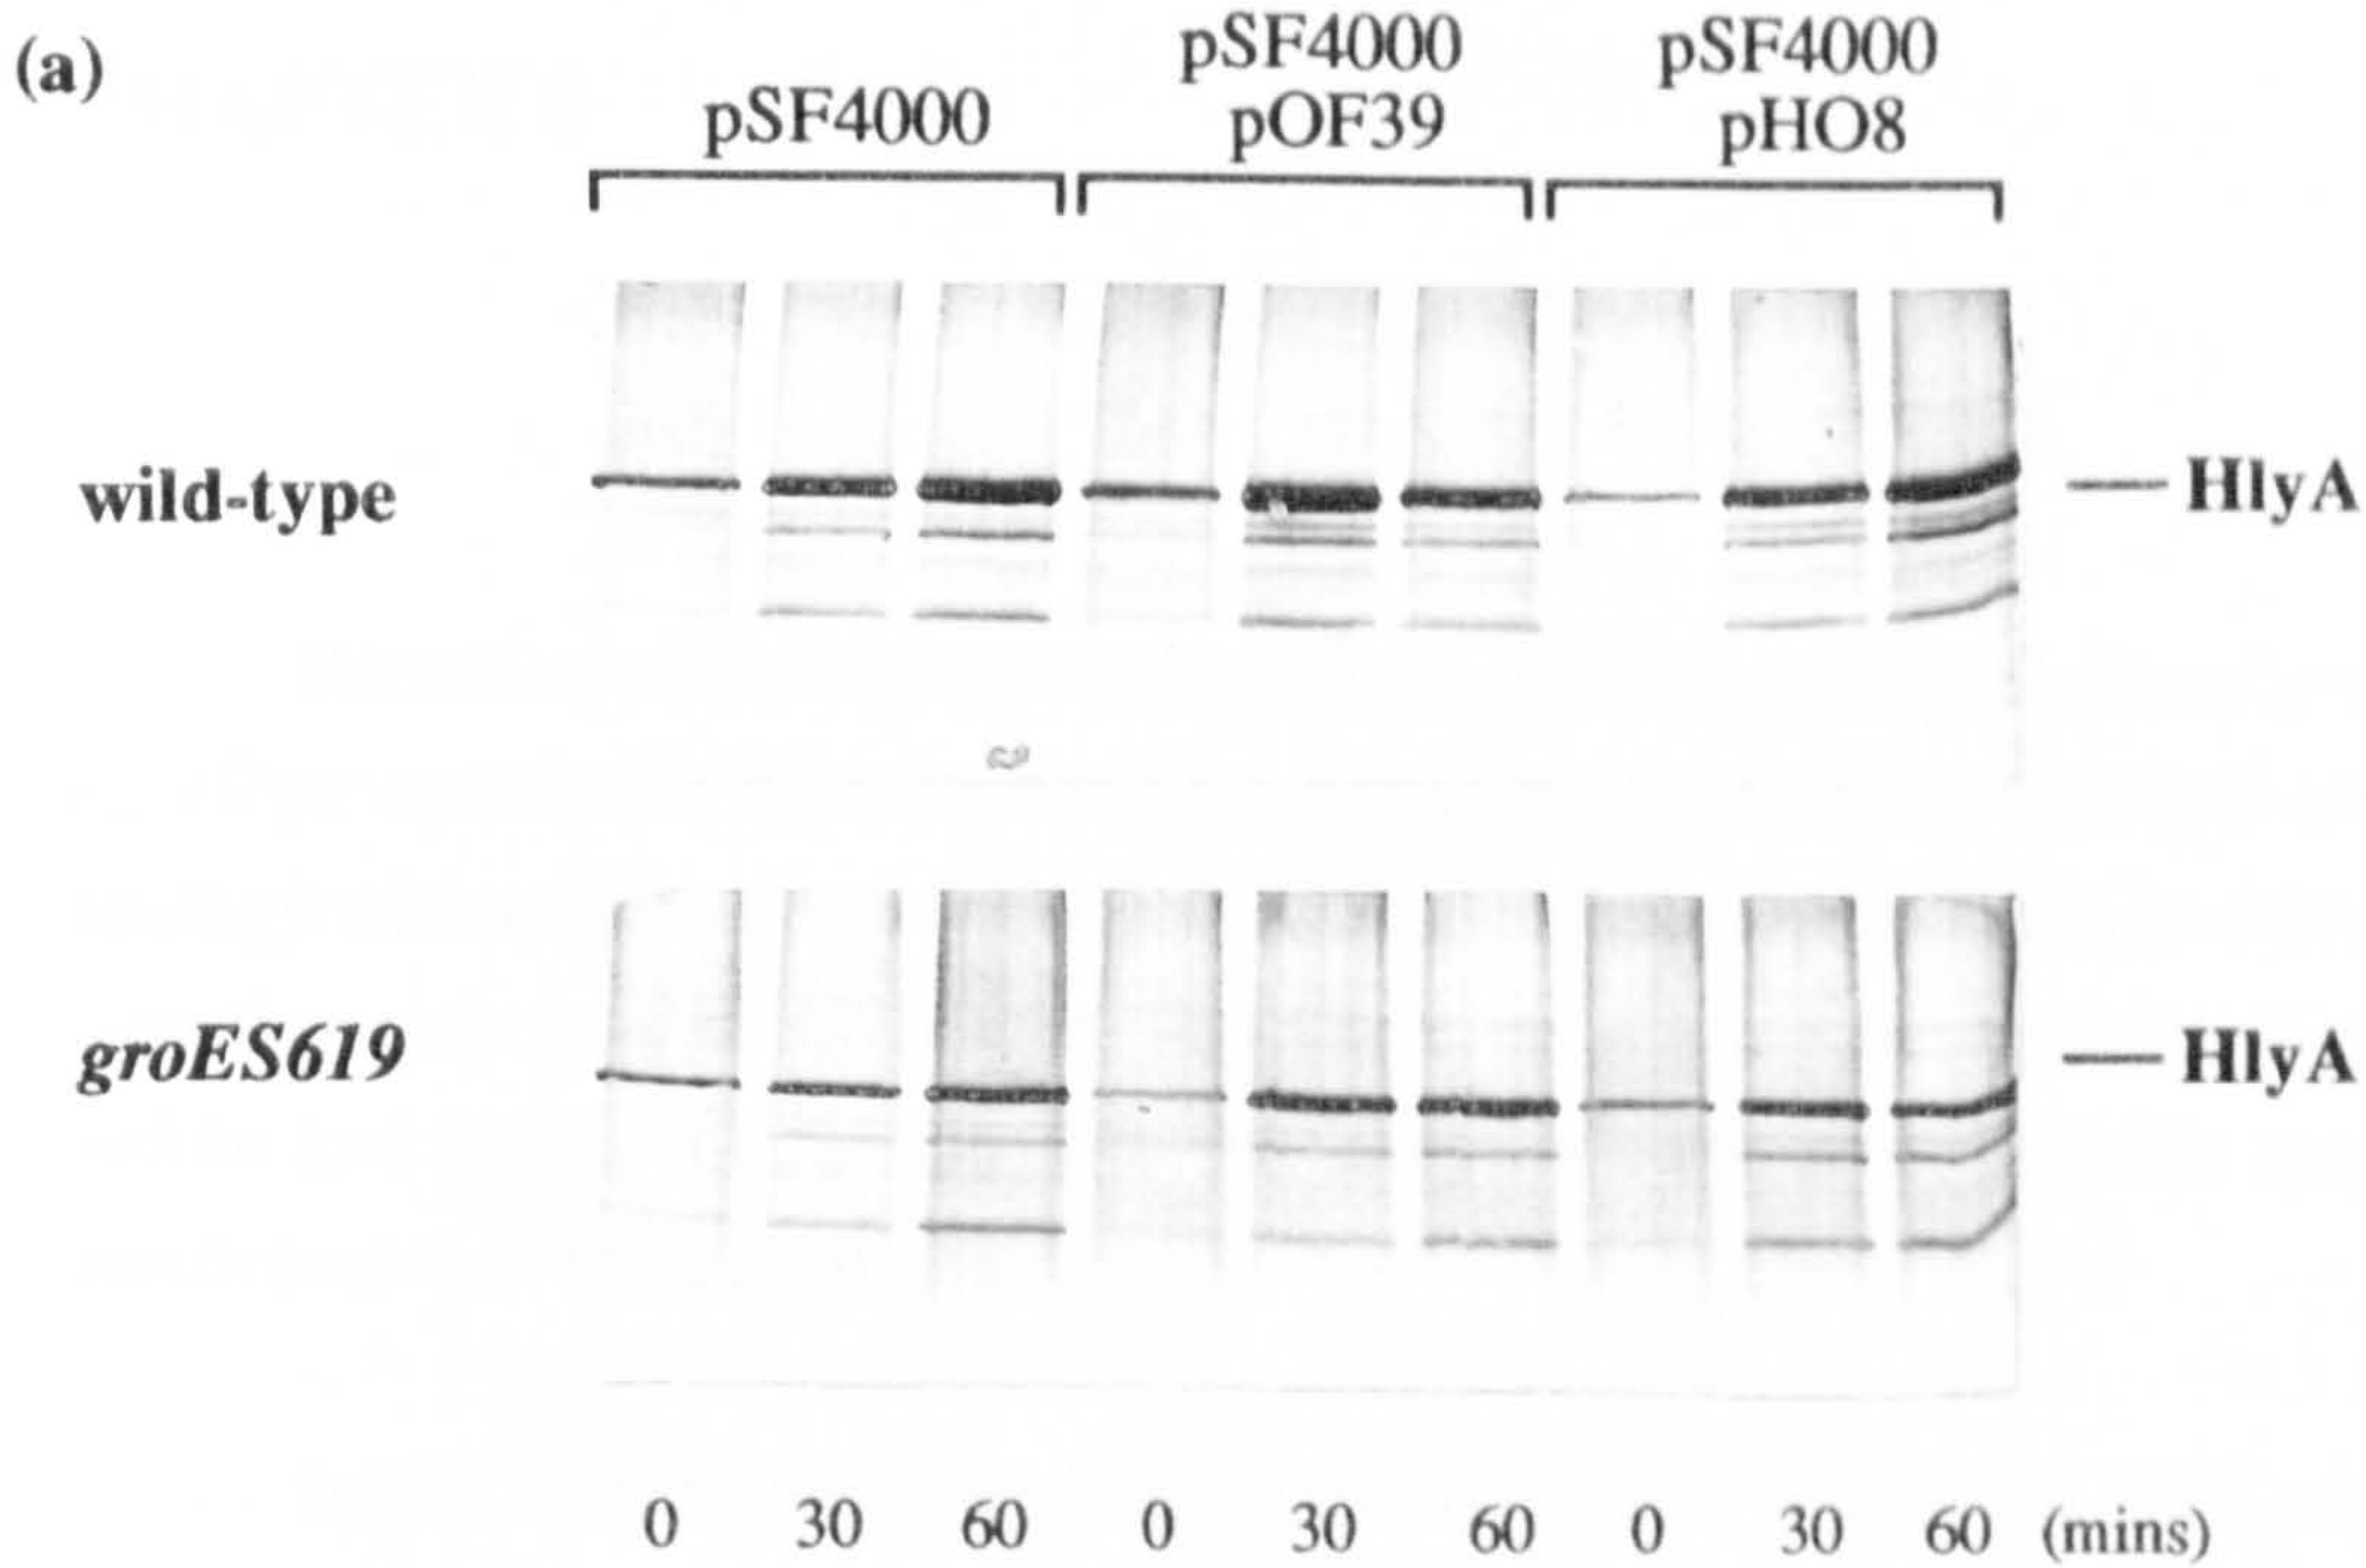 (a)
pSF4000
pSF4000
pOF39
pSF4000
pHO8
wild-type
HlyA
groES619
HlyA
0 30 60 0 30 60 0 30 60 (mins)